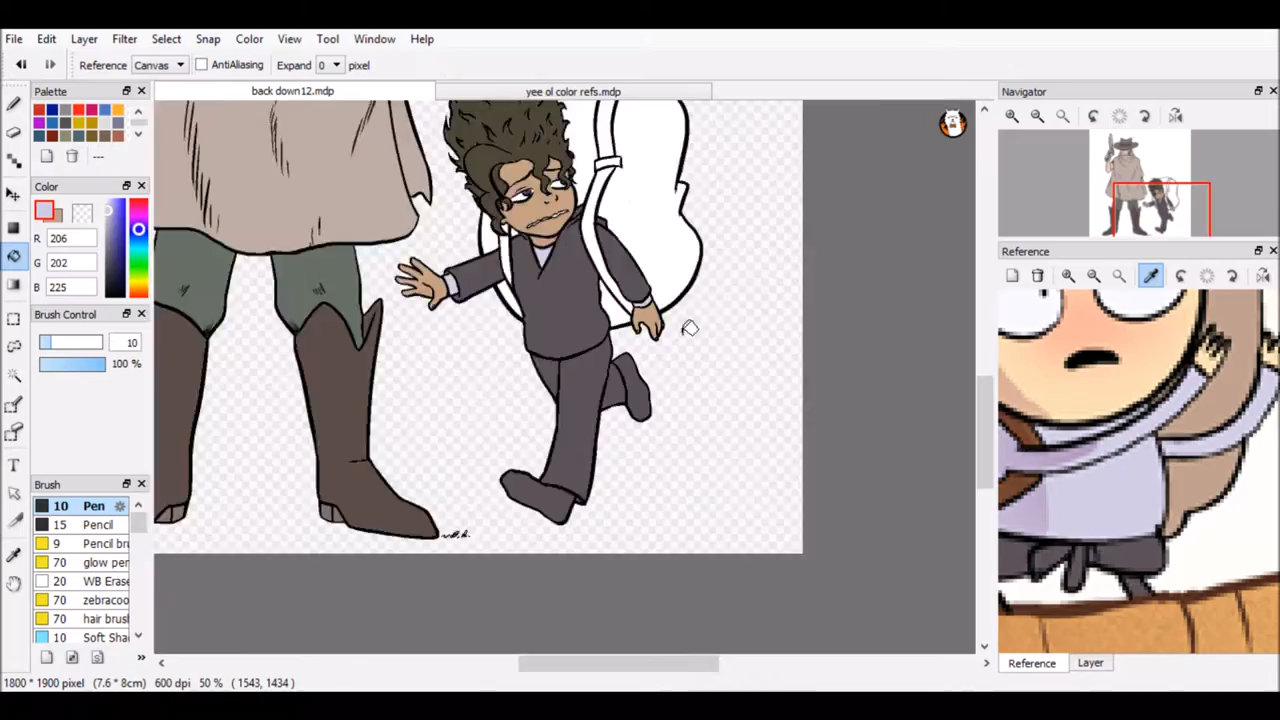 File Edit Layer Filter Select Snap Color View Tool Window Help
Reference Canvas AntiAliasing Expand 0 pixel
Palette
back down12.mdp
yee ol color refs.mdp
Navigator
---
Color
R 206
G 202
B 225
Reference
Brush Control
10
100 %
Brush
10 Pen
15 Pencil
9 Pencil bru
70 glow per
20 WB Erase
70 zebracoo
70 hair brush
10 Soft Sha
»
Reference Layer
1800 * 1900 pixel (7.6 * 8cm) 600 dpi 50 % ( 1543, 1434 )